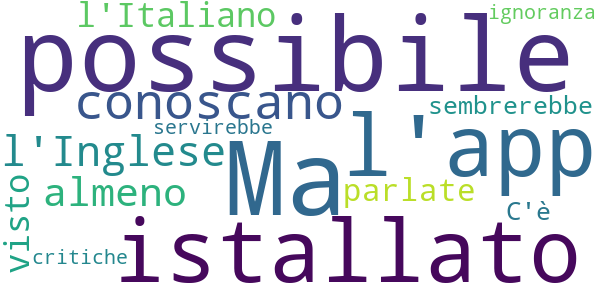 l'Italiano
ignoranza
possibile
conoscano
sembrerebbe
servirebbe
l'app
l'Inglese
Ma
almeno
parlate
visto
C'è
critiche
istallato